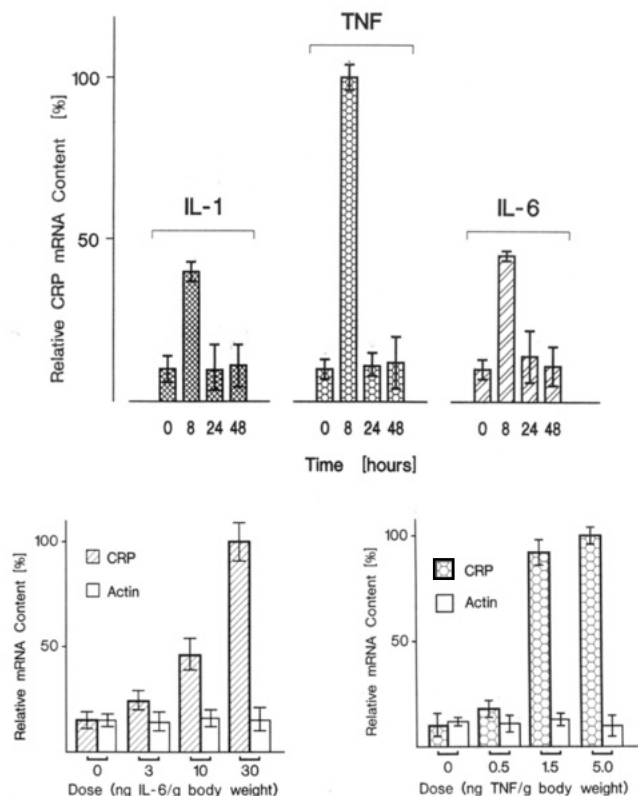 TNF
100
IL-1
IL-6
50
Relative CRP mRNA Content [%]
0 8 24 48 0 8 24 48 0 8 24 48
Time [hours]
100
CRP
Actin
50
Relative mRNA Content [%]
0 3 10 30
Dose (ng IL-6/g body weight)
100
CRP
Actin
50
Relative mRNA Content [%]
0 0.5 1.5 5.0
Dose (ng TNF/g body weight)